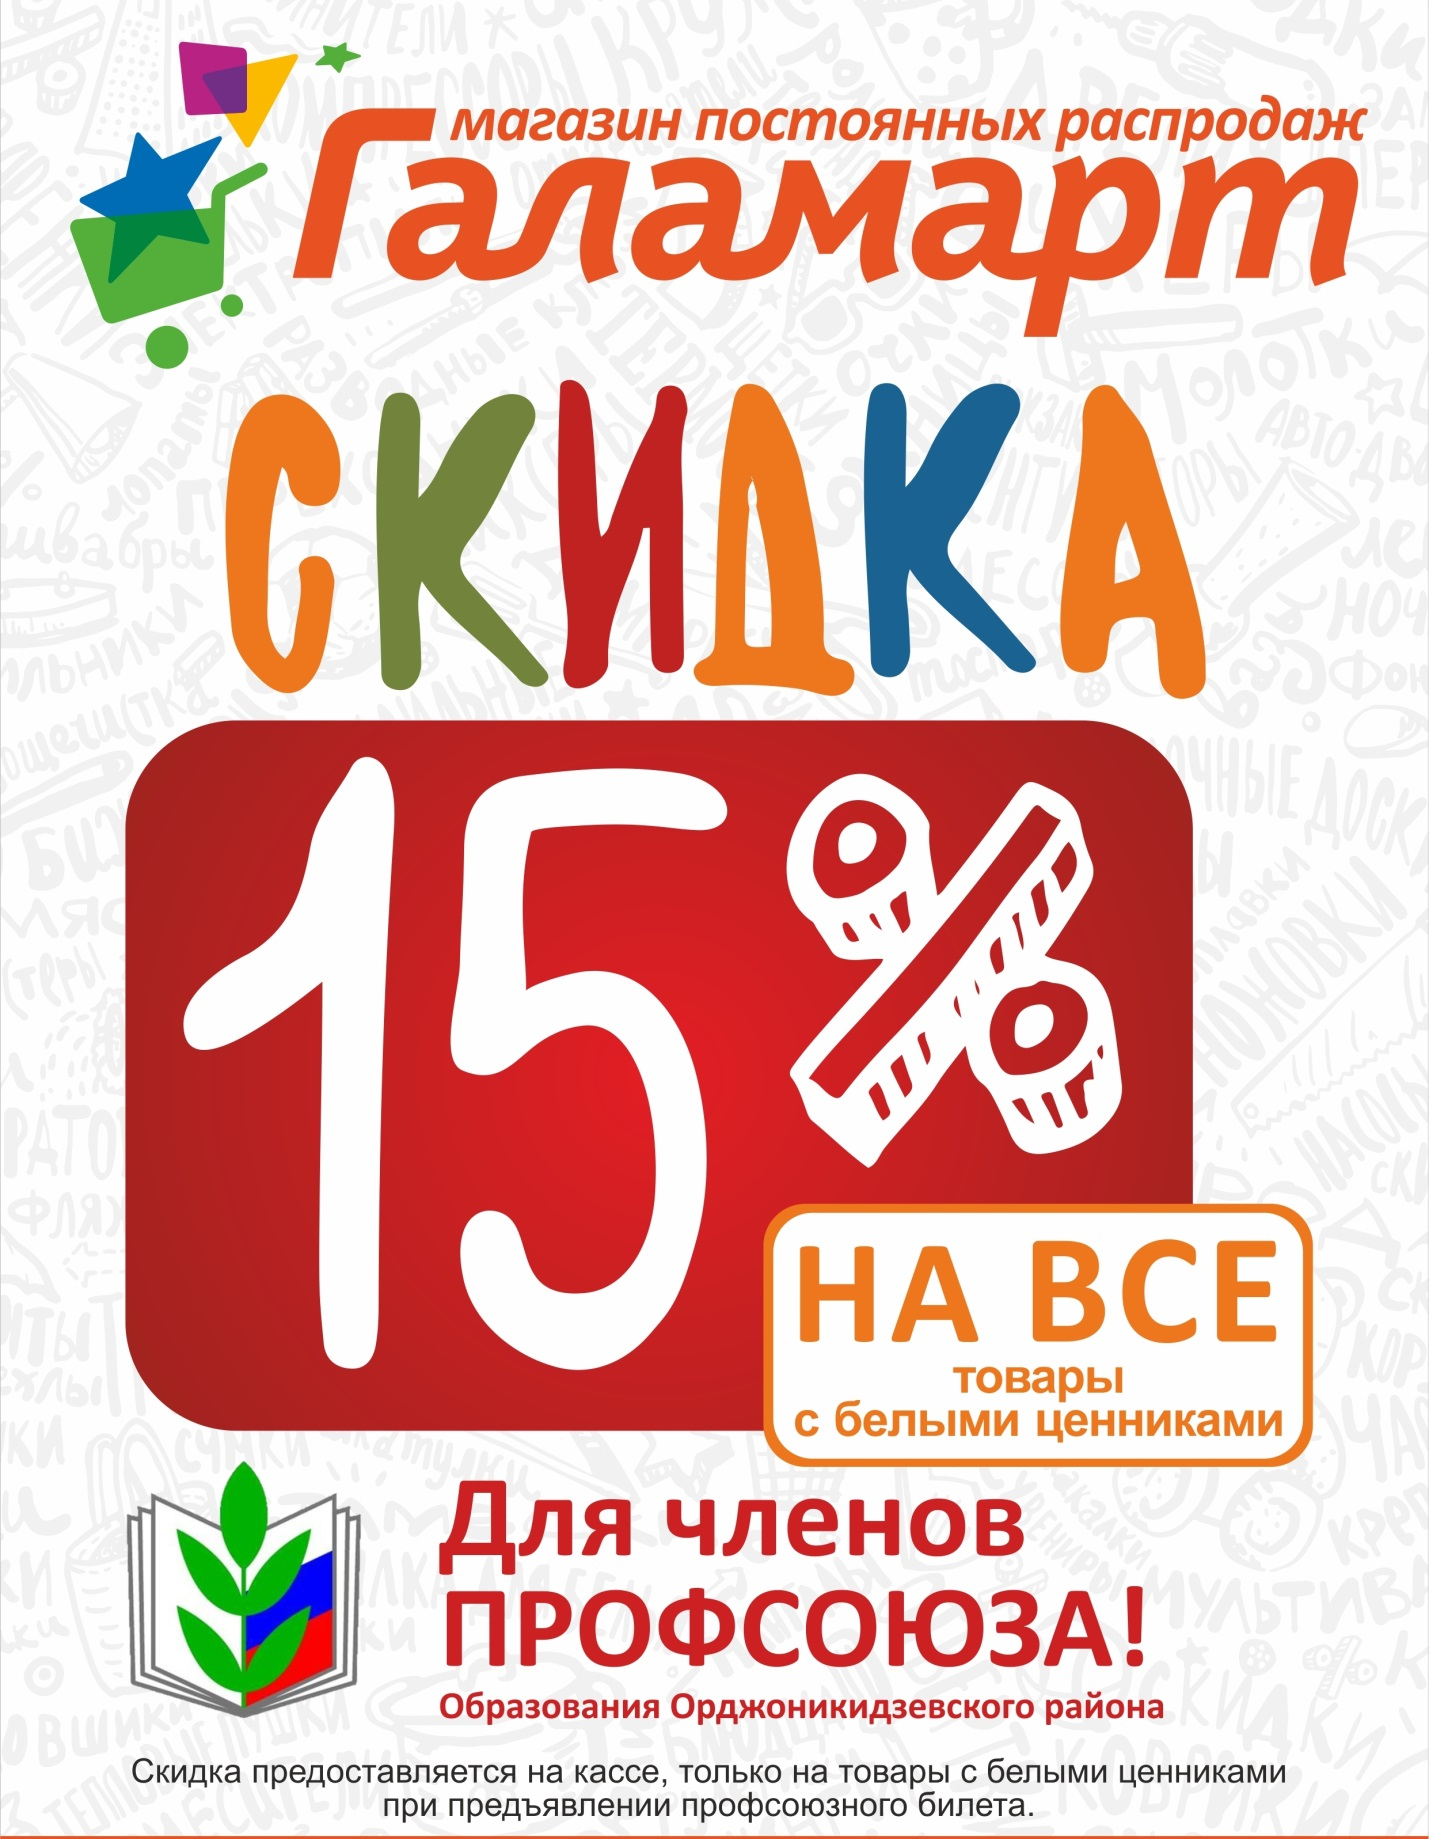 магазин постоянных распродаж
Галамарт
СКИДКА
15%
НА ВСЕ
товары
с белыми ценниками
Для членов
ПРОФСОЮЗА!
Образования Орджоникидзевского района
Скидка предоставляется на кассе, только на товары с белыми ценниками
при предъявлении профсоюзного билета.